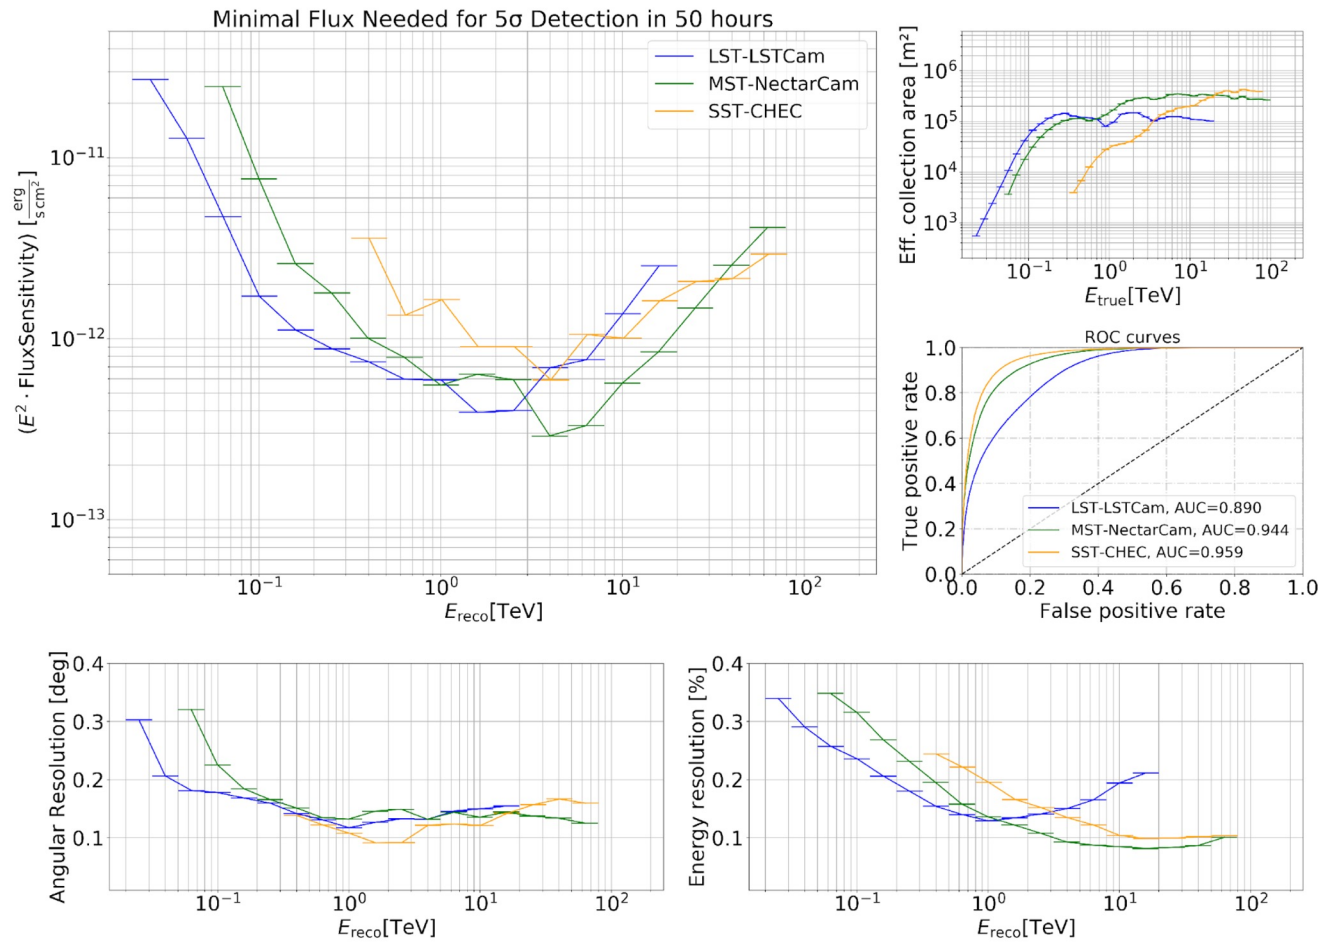 Minimal Flux Needed for 5σ Detection in 50 hours
LST-LSTCam
MST-NectarCam
SST-CHEC
(E² · FluxSensitivity) [erg / s cm²]
10⁻¹¹
10⁻¹²
10⁻¹³
10⁻¹ 10⁰ 10¹ 10²
E_reco[TeV]
Eff. collection area [m²]
10⁶
10⁵
10⁴
10³
10⁻¹ 10⁰ 10¹ 10²
E_true[TeV]
ROC curves
True positive rate
1.0
0.8
0.6
0.4
0.2
0.0
LST-LSTCam, AUC=0.890
MST-NectarCam, AUC=0.944
SST-CHEC, AUC=0.959
0.0 0.2 0.4 0.6 0.8 1.0
False positive rate
Angular Resolution [deg]
0.4
0.3
0.2
0.1
10⁻¹ 10⁰ 10¹ 10²
E_reco[TeV]
Energy resolution [%]
0.4
0.3
0.2
0.1
10⁻¹ 10⁰ 10¹ 10²
E_reco[TeV]